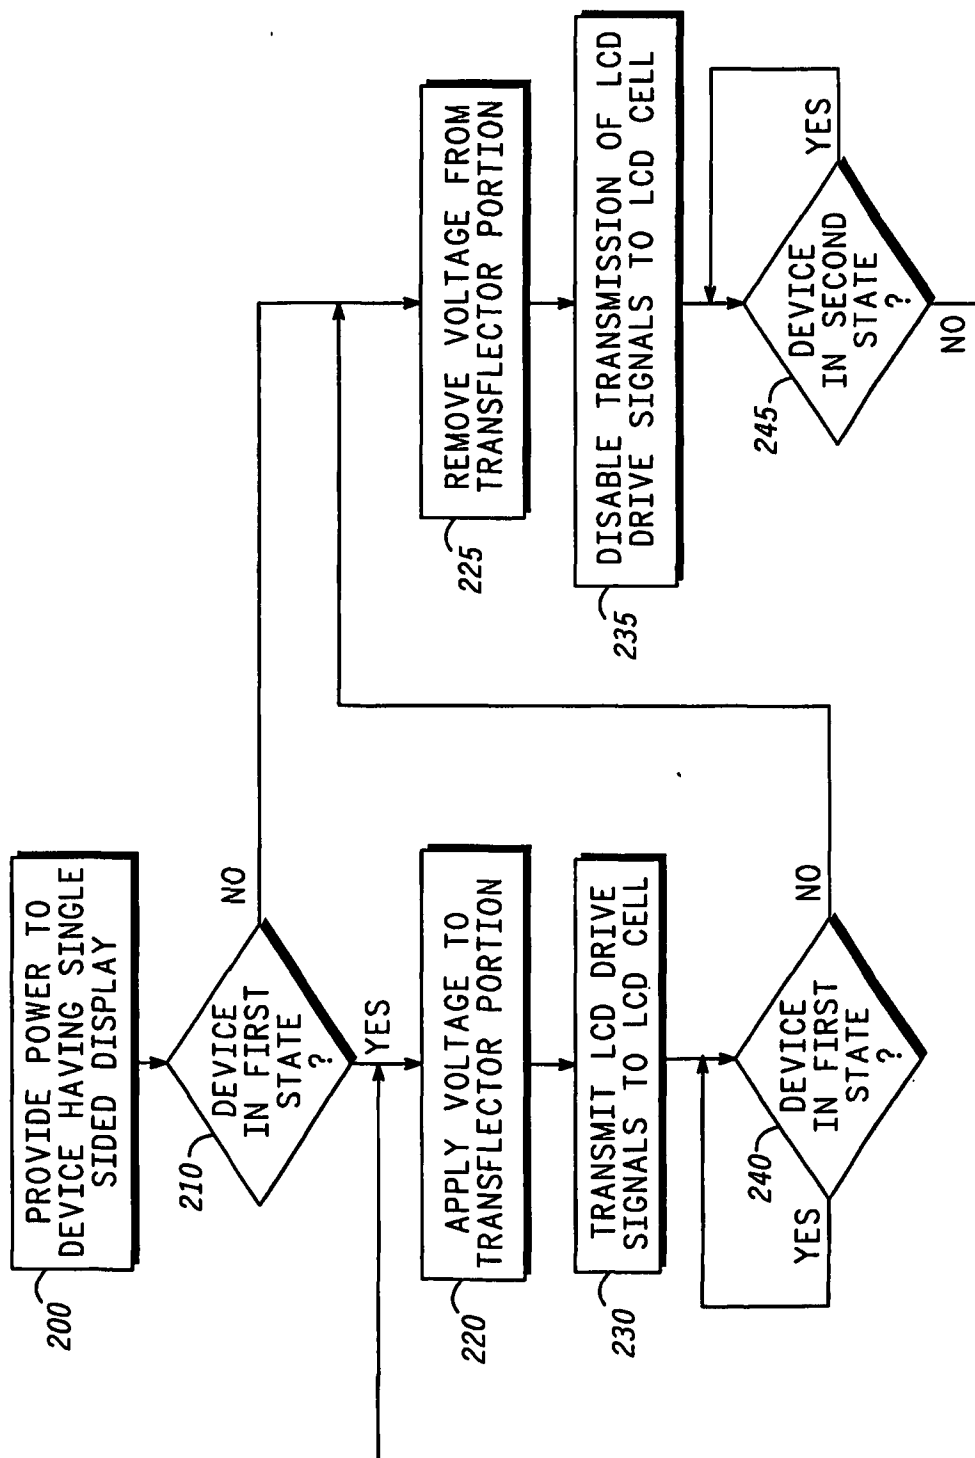 PROVIDE POWER TO
DEVICE HAVING SINGLE
SIDED DISPLAY
200
DEVICE
IN FIRST
STATE
?
210
NO
YES
APPLY VOLTAGE TO
TRANSFLECTOR PORTION
220
TRANSMIT LCD DRIVE
SIGNALS TO LCD CELL
230
DEVICE
IN FIRST
STATE
?
240
YES
NO
REMOVE VOLTAGE FROM
TRANSFLECTOR PORTION
225
DISABLE TRANSMISSION OF LCD
DRIVE SIGNALS TO LCD CELL
235
DEVICE
IN SECOND
STATE
?
245
YES
NO